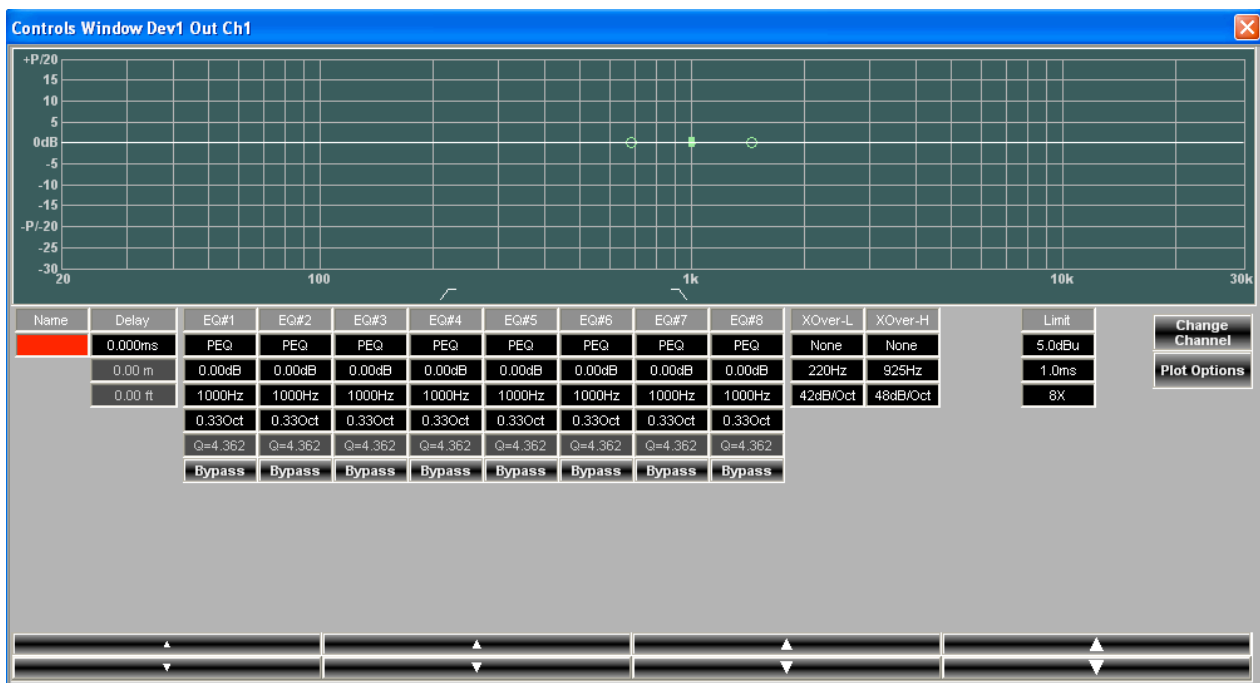 Controls Window Dev1 Out Ch1
+P/20
15
10
5
0dB
-5
-10
-15
-P/-20
-25
-30
20 100 1k 10k 30k
Name Delay EQ#1 EQ#2 EQ#3 EQ#4 EQ#5 EQ#6 EQ#7 EQ#8 XOver-L XOver-H Limit
Change
Channel
0.000ms PEQ PEQ PEQ PEQ PEQ PEQ PEQ PEQ None None 5.0dBu
0.00 m 0.00dB 0.00dB 0.00dB 0.00dB 0.00dB 0.00dB 0.00dB 0.00dB 220Hz 925Hz 1.0ms Plot Options
0.00 ft 1000Hz 1000Hz 1000Hz 1000Hz 1000Hz 1000Hz 1000Hz 1000Hz 42dB/Oct 48dB/Oct 8X
0.33Oct 0.33Oct 0.33Oct 0.33Oct 0.33Oct 0.33Oct 0.33Oct 0.33Oct
Q=4.362 Q=4.362 Q=4.362 Q=4.362 Q=4.362 Q=4.362 Q=4.362 Q=4.362
Bypass Bypass Bypass Bypass Bypass Bypass Bypass Bypass